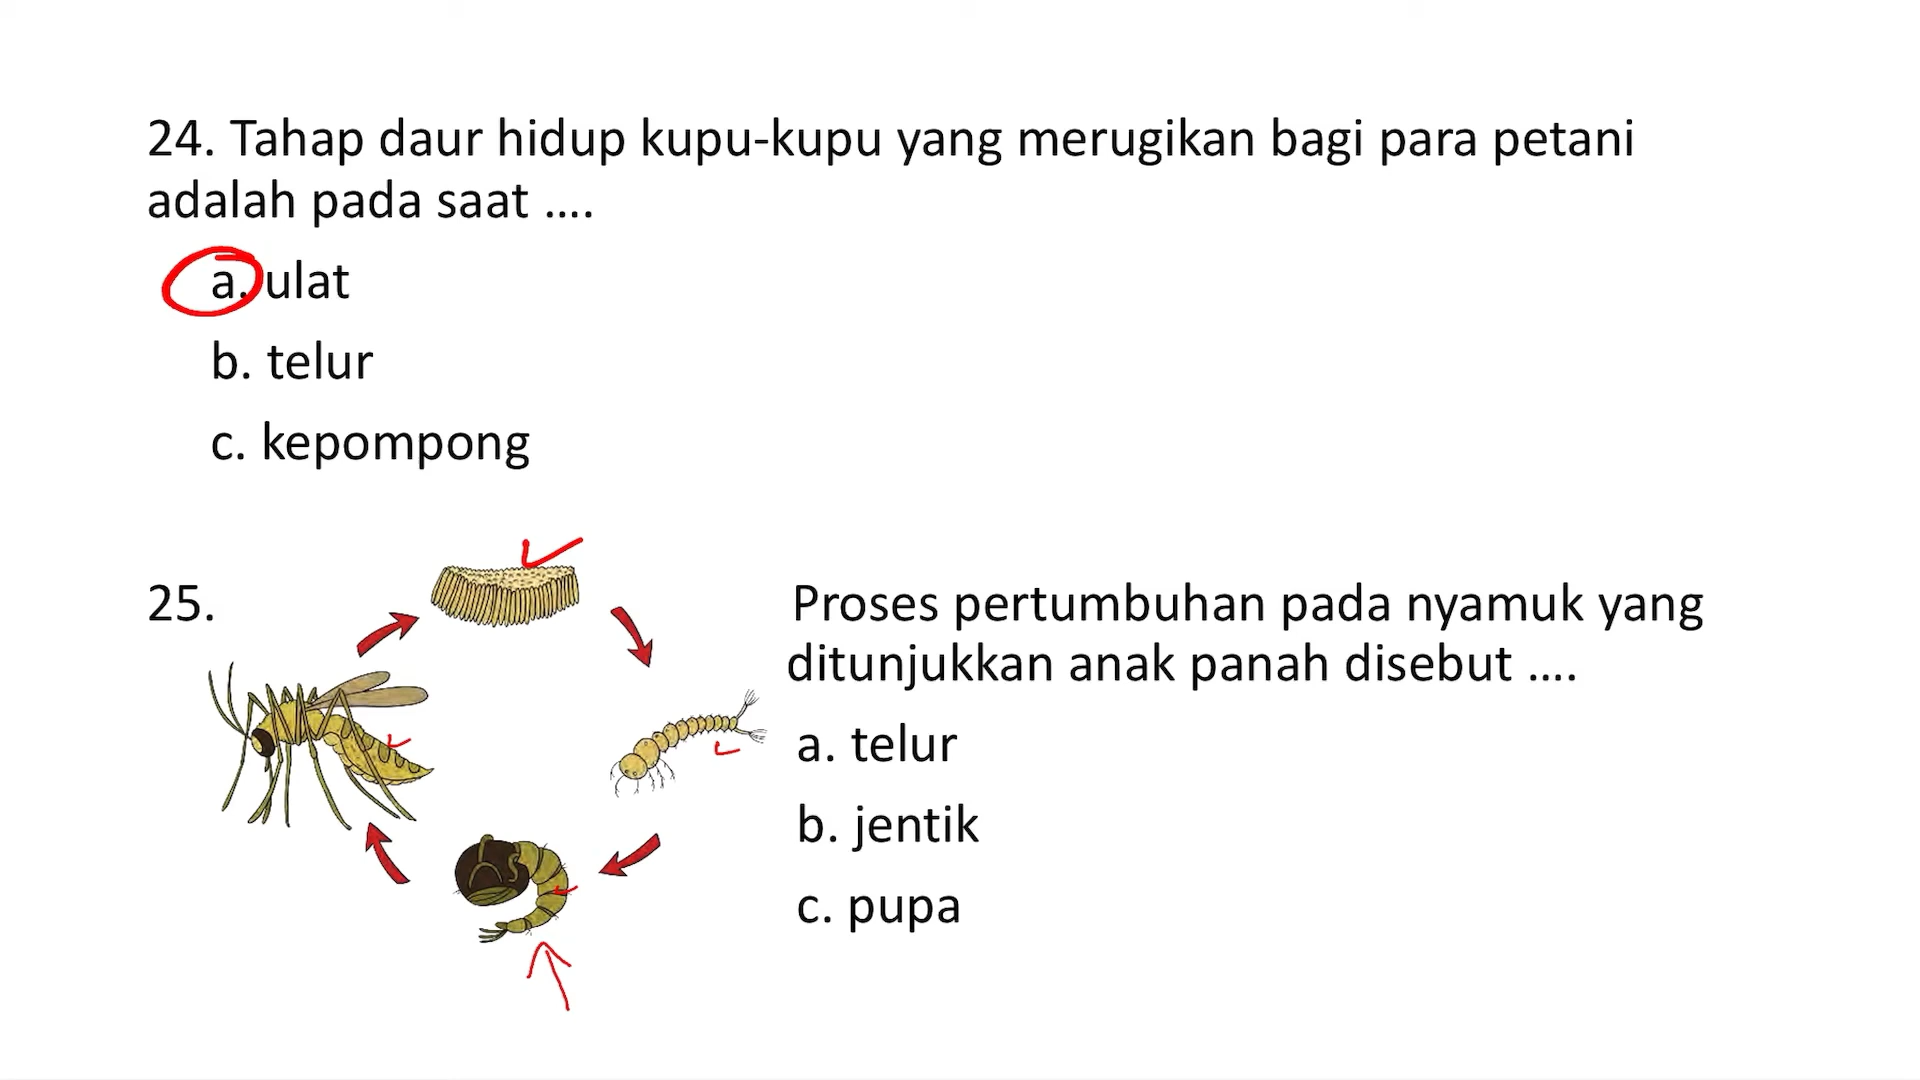 24. Tahap daur hidup kupu-kupu yang merugikan bagi para petani
adalah pada saat ....
a. ulat
b. telur
c. kepompong
25.
Proses pertumbuhan pada nyamuk yang
ditunjukkan anak panah disebut ....
a. telur
b. jentik
c. pupa